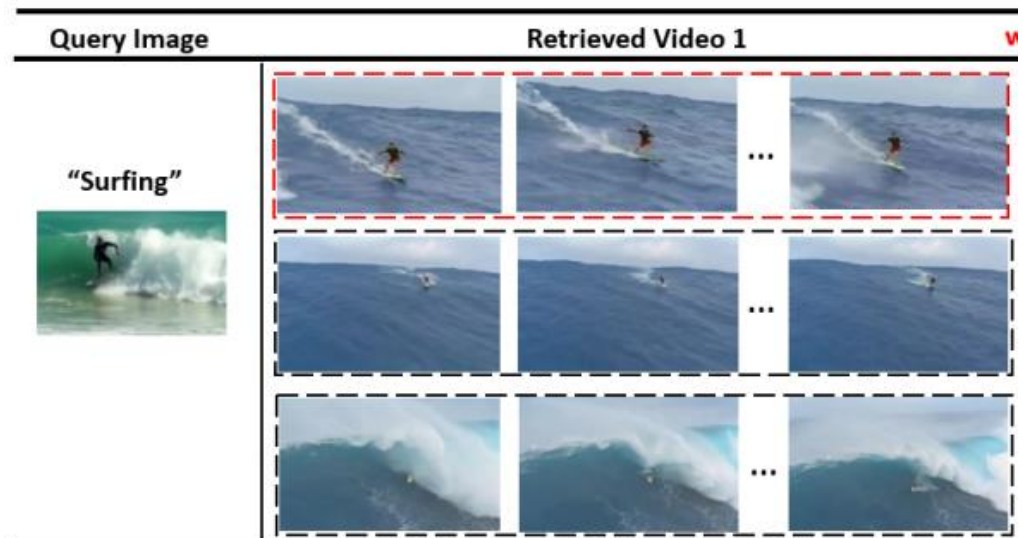 Query Image
Retrieved Video 1
w
“Surfing”
...
...
...